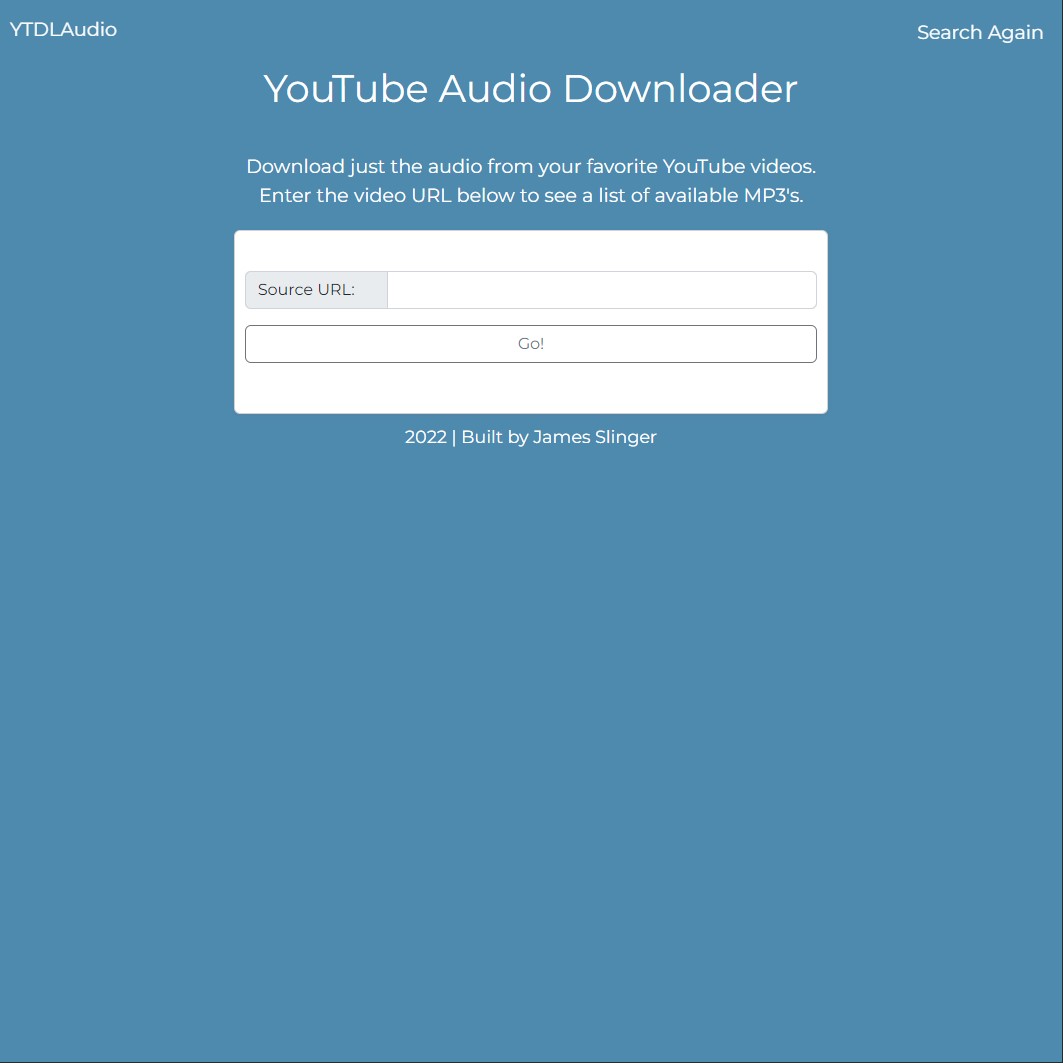 YTDLAudio
Search Again
YouTube Audio Downloader
Download just the audio from your favorite YouTube videos.
Enter the video URL below to see a list of available MP3's.
Source URL:
Go!
2022 | Built by James Slinger